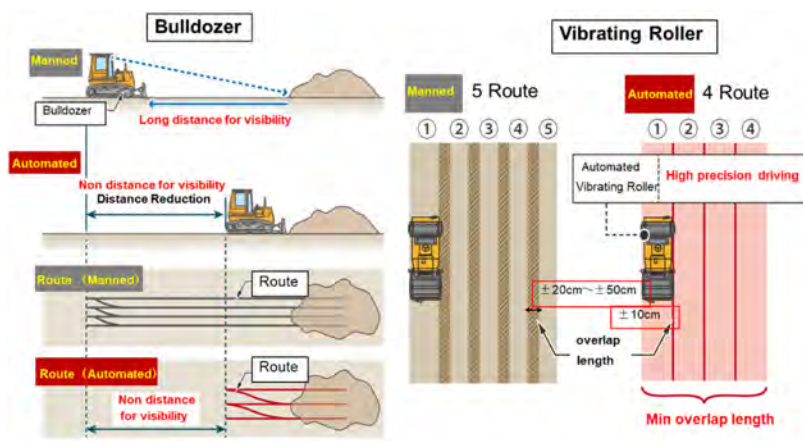 Bulldozer
Manned
Bulldozer
Long distance for visibility
Automated
Non distance for visibility
Distance Reduction
Route (Manned)
Route
Route (Automated)
Route
Non distance
for visibility
Vibrating Roller
Manned
5 Route
① ② ③ ④ ⑤
Automated
4 Route
① ② ③ ④
Automated
Vibrating Roller
High precision driving
±20cm～±50cm
±10cm
overlap
length
Min overlap length